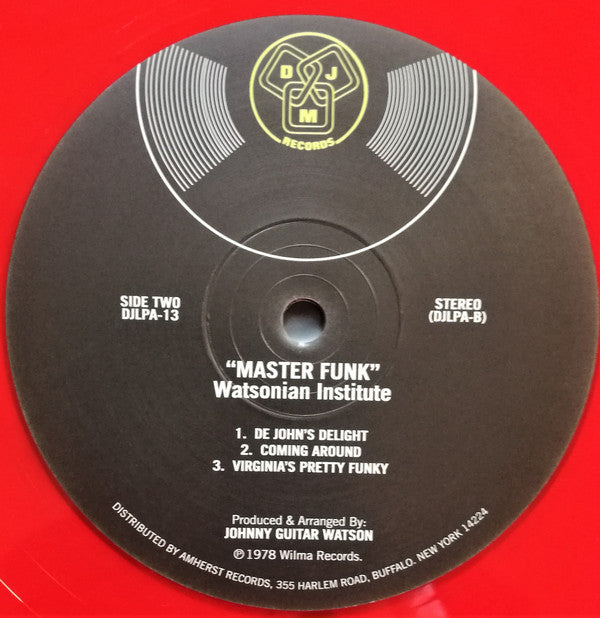 D J
M
RECORDS
SIDE TWO
DJLPA-13
STEREO
(DJLPA-B)
“MASTER FUNK”
Watsonian Institute
1. DE JOHN'S DELIGHT
2. COMING AROUND
3. VIRGINIA'S PRETTY FUNKY
Produced & Arranged By:
JOHNNY GUITAR WATSON
℗ 1978 Wilma Records.
DISTRIBUTED BY AMHERST RECORDS, 355 HARLEM ROAD, BUFFALO. NEW YORK 14224